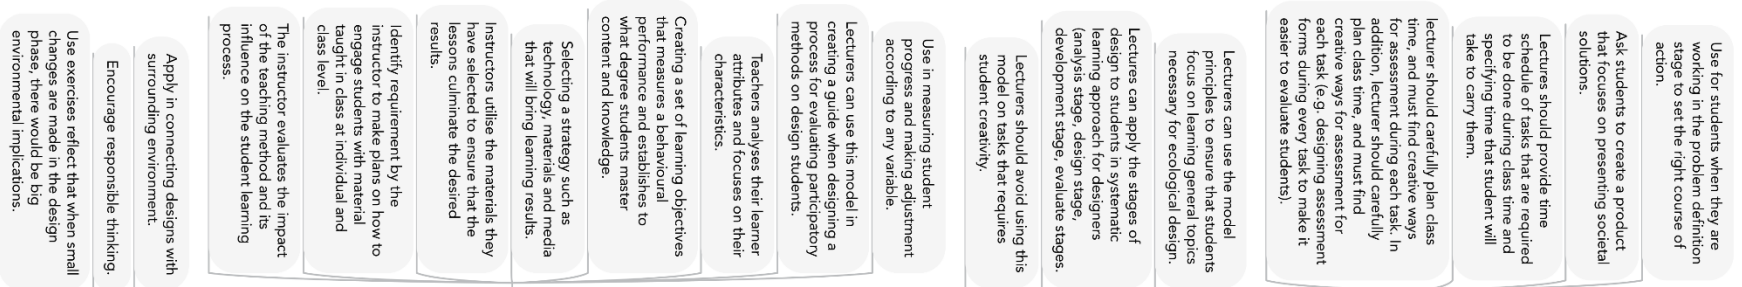 Use for students when they are
working in the problem definition
stage to set the right course of
action.
Ask students to create a product
that focuses on presenting societal
solutions.
Lectures should provide time
schedule of tasks that are required
to be done during class time and
specifying time that student will
take to carry them.
lecturer should carefully plan class
time, and must find creative ways
for assessment during each task. In
addition, lecturer should carefully
plan class time, and must find
creative ways for assessment for
each task (e.g. designing assessment
forms during every task to make it
easier to evaluate students).
Lecturers can use the model
principles to ensure that students
focus on learning general topics
necessary for ecological design.
Lectures can apply the stages of
design to students in systematic
learning approach for designers
(analysis stage, design stage,
development stage, evaluate stages.
Lecturers should avoid using this
model on tasks that requires
student creativity.
Use in measuring student
progress and making adjustment
according to any variable.
Lecturers can use this model in
creating a guide when designing a
process for evaluating participatory
methods on design students.
Teachers analyses their learner
attributes and focuses on their
characteristics.
Creating a set of learning objectives
that measures a behavioural
performance and establishes to
what degree students master
content and knowledge.
Selecting a strategy such as
technology, materials and media
that will bring learning results.
Instructors utilise the materials they
have selected to ensure that the
lessons culminate the desired
results.
Identify requirement by the
instructor to make plans on how to
engage students with material
taught in class at individual and
class level.
The instructor evaluates the impact
of the teaching method and its
influence on the student learning
process.
Apply in connecting designs with
surrounding environment.
Encourage responsible thinking.
Use exercises reflect that when small
changes are made in the design
phase, there would be big
environmental implications.